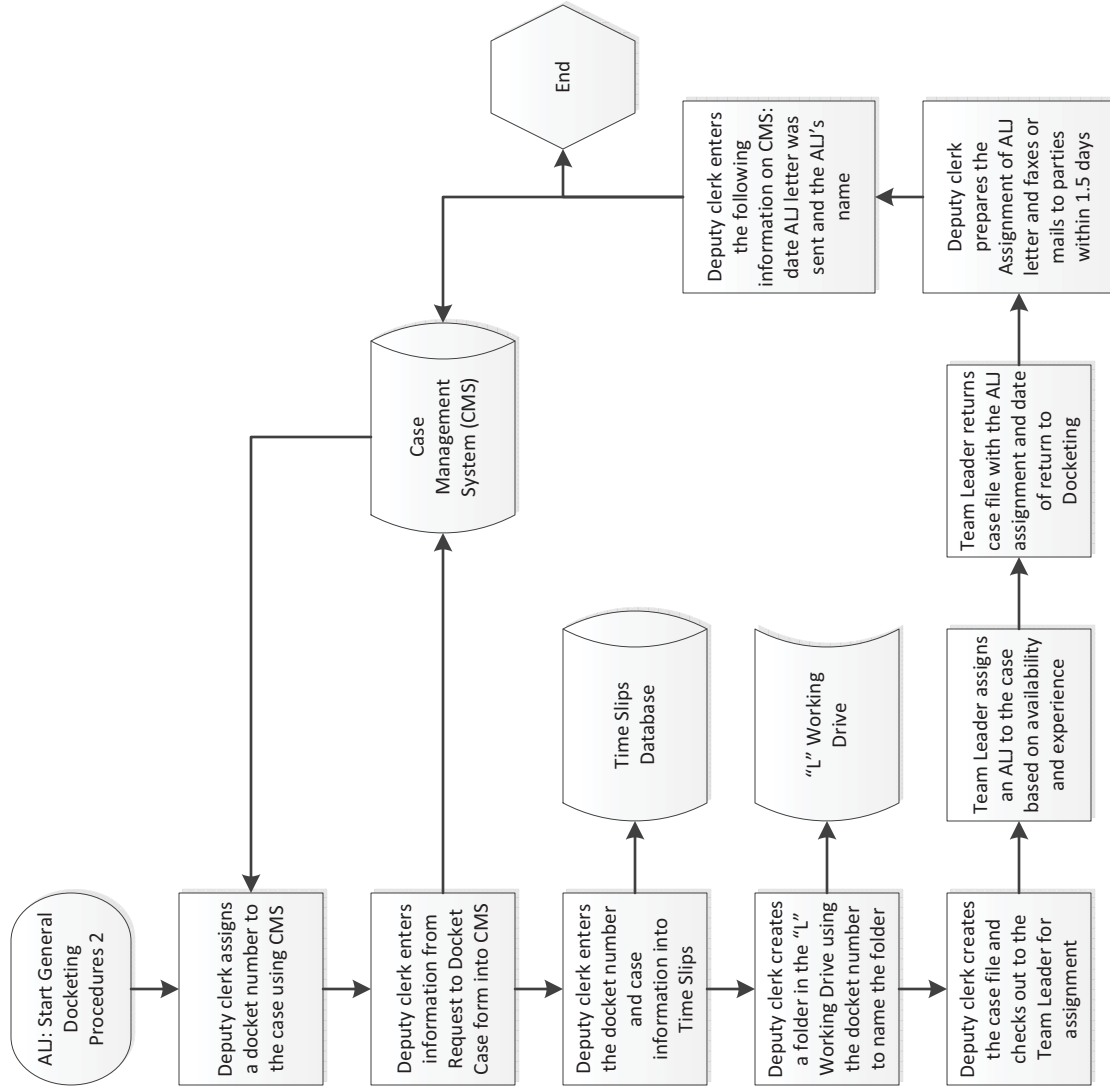 ALJ: Start General
Docketing
Procedures 2
Deputy clerk assigns
a docket number to
the case using CMS
Deputy clerk enters
information from
Request to Docket
Case form into CMS
Case
Management
System (CMS)
Deputy clerk enters
the docket number
and case
information into
Time Slips
Time Slips
Database
Deputy clerk creates
a folder in the “L”
Working Drive using
the docket number
to name the folder
“L” Working
Drive
Deputy clerk creates
the case file and
checks out to the
Team Leader for
assignment
Team Leader assigns
an ALJ to the case
based on availability
and experience
Team Leader returns
case file with the ALJ
assignment and date
of return to
Docketing
Deputy clerk
prepares the
Assignment of ALJ
letter and faxes or
mails to parties
within 1.5 days
Deputy clerk enters
the following
information on CMS:
date ALJ letter was
sent and the ALJ’s
name
End